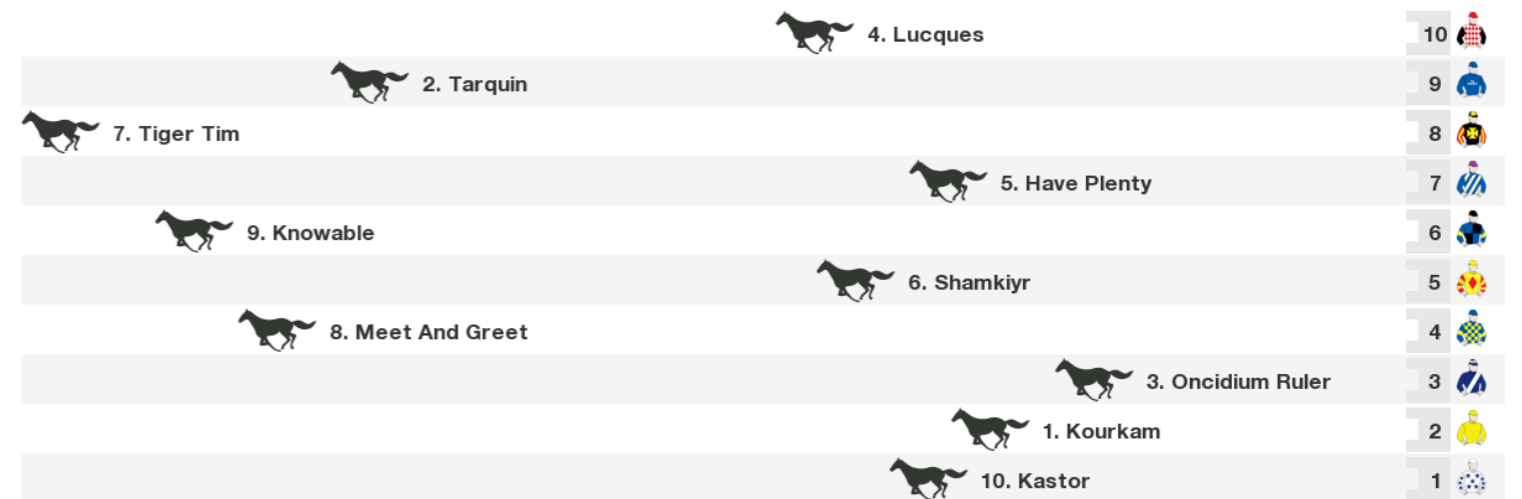 4. Lucques 10
2. Tarquin 9
7. Tiger Tim 8
5. Have Plenty 7
9. Knowable 6
6. Shamkiyr 5
8. Meet And Greet 4
3. Oncidium Ruler 3
1. Kourkam 2
10. Kastor 1